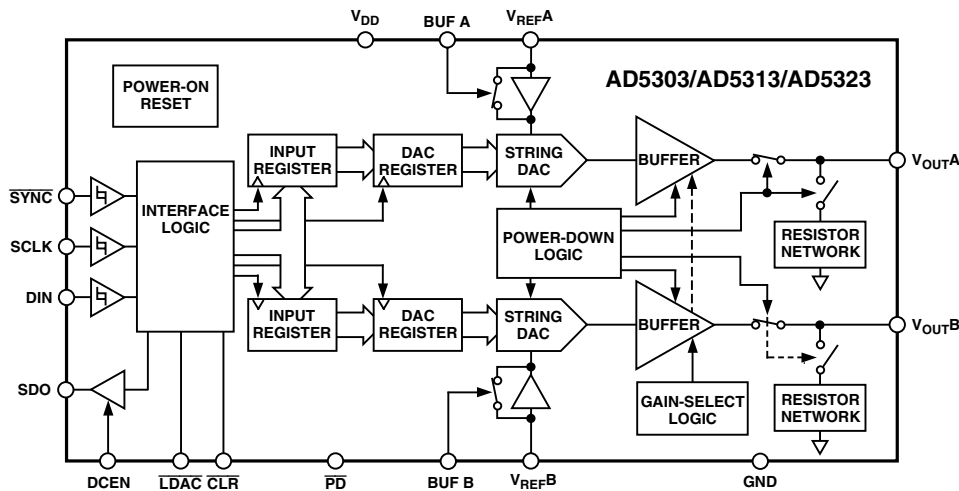 VDD BUF A VREFA
POWER-ON
RESET
AD5303/AD5313/AD5323
INPUT
REGISTER
DAC
REGISTER
STRING
DAC
BUFFER
VOUTA
SYNC
INTERFACE
LOGIC
SCLK
POWER-DOWN
LOGIC
RESISTOR
NETWORK
DIN
INPUT
REGISTER
DAC
REGISTER
STRING
DAC
BUFFER
VOUTB
SDO
GAIN-SELECT
LOGIC
RESISTOR
NETWORK
DCEN LDAC CLR PD BUF B VREFB GND